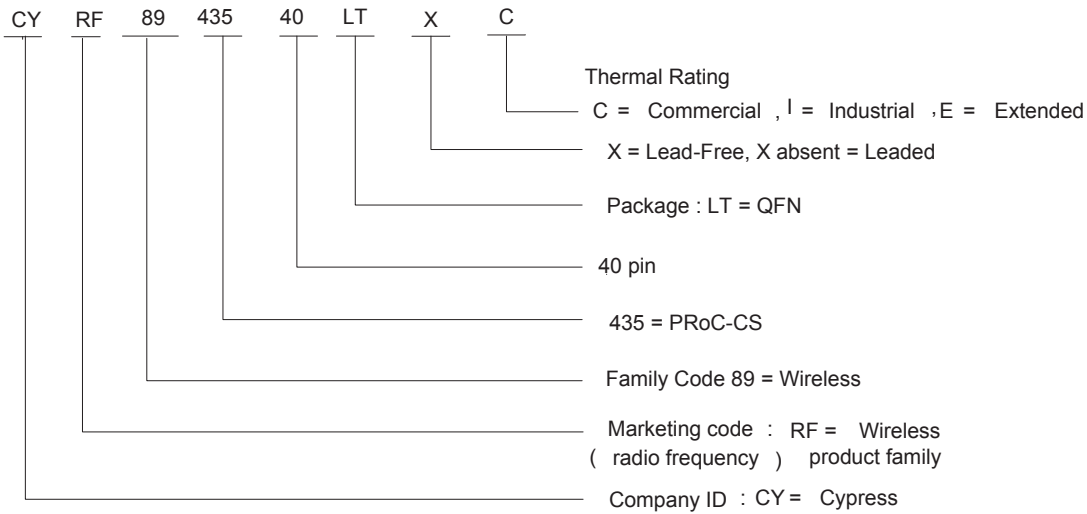 CY RF 89 435 40 LT X C
Thermal Rating
C = Commercial , I = Industrial , E = Extended
X = Lead-Free, X absent = Leaded
Package : LT = QFN
40 pin
435 = PRoC-CS
Family Code 89 = Wireless
Marketing code : RF = Wireless
( radio frequency ) product family
Company ID : CY = Cypress